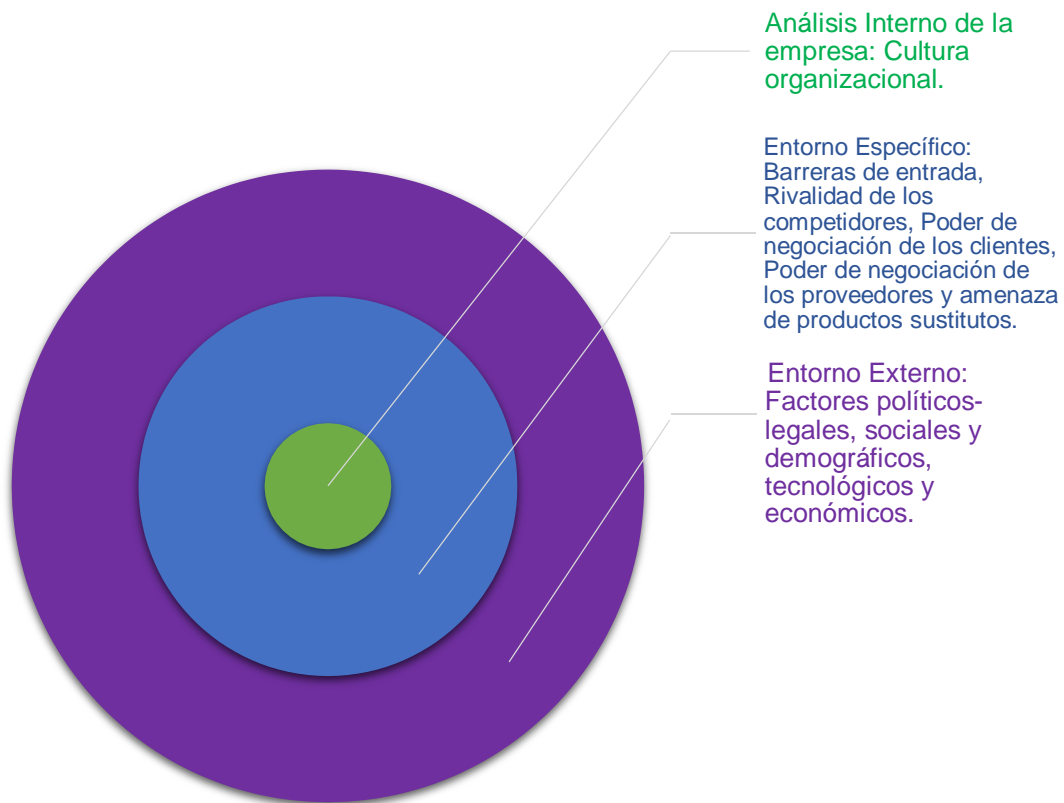 Análisis Interno de la
empresa: Cultura
organizacional.
Entorno Específico:
Barreras de entrada,
Rivalidad de los
competidores, Poder de
negociación de los clientes,
Poder de negociación de
los proveedores y amenaza
de productos sustitutos.
Entorno Externo:
Factores políticos-
legales, sociales y
demográficos,
tecnológicos y
económicos.